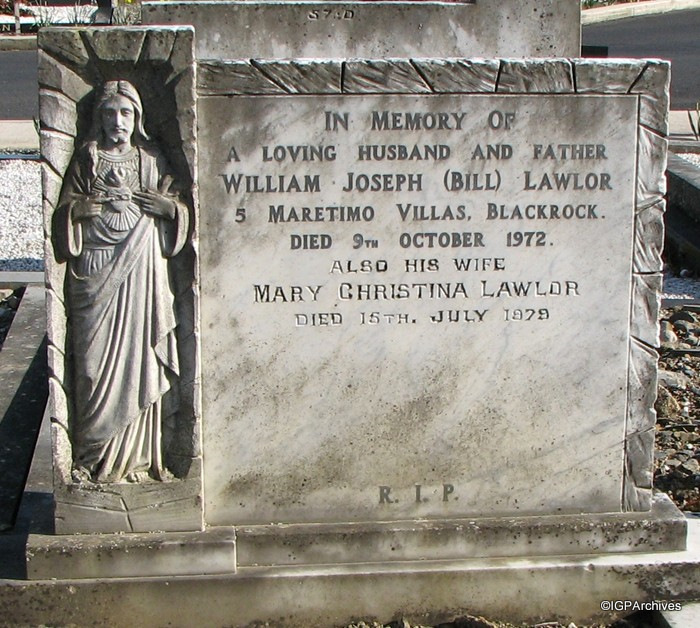 IN MEMORY OF
A LOVING HUSBAND AND FATHER
WILLIAM JOSEPH (BILL) LAWLOR
5 MARETIMO VILLAS, BLACKROCK.
DIED 9TH OCTOBER 1972.
ALSO HIS WIFE
MARY CHRISTINA LAWLOR
DIED 15TH. JULY 1979
R. I. P.
©IGPArchives